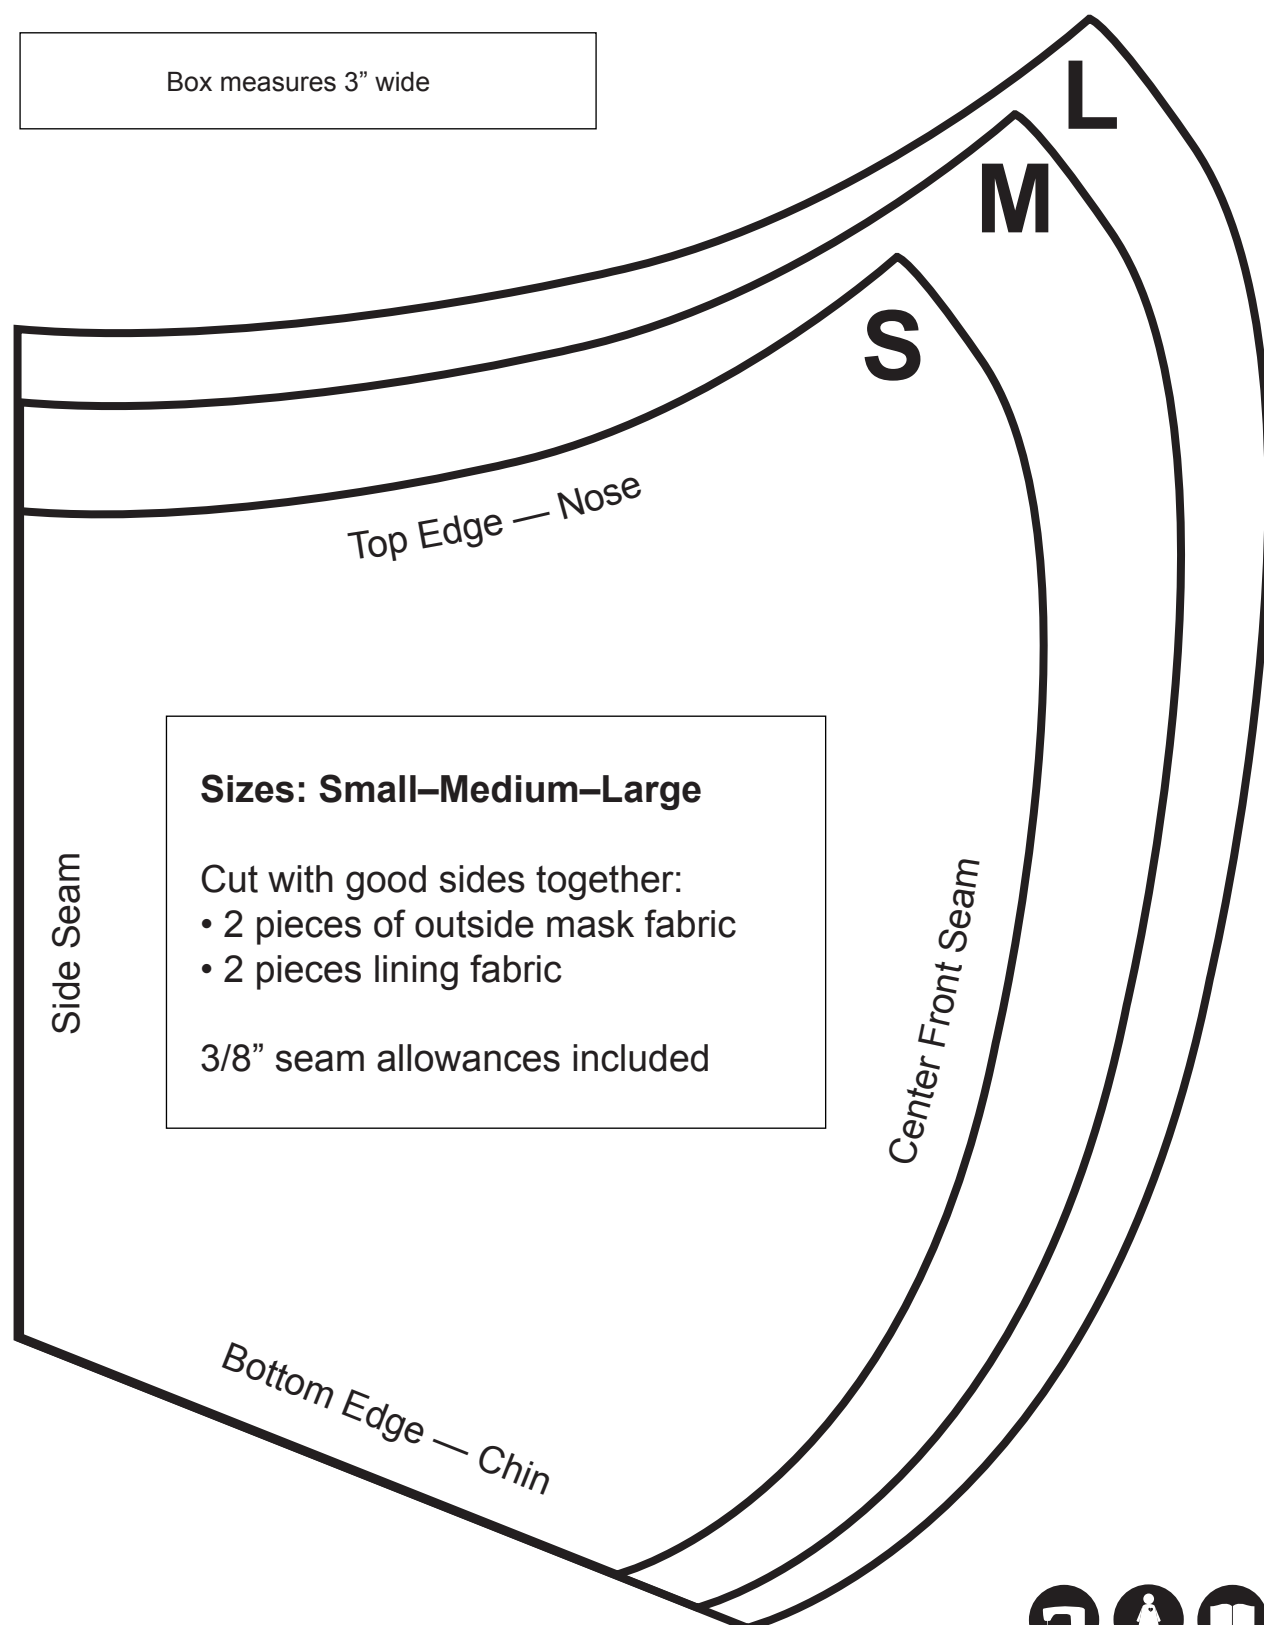 Box measures 3” wide
L
M
S
Top Edge — Nose
Sizes: Small–Medium–Large
Cut with good sides together:
• 2 pieces of outside mask fabric
• 2 pieces lining fabric
3/8” seam allowances included
Side Seam
Center Front Seam
Bottom Edge — Chin